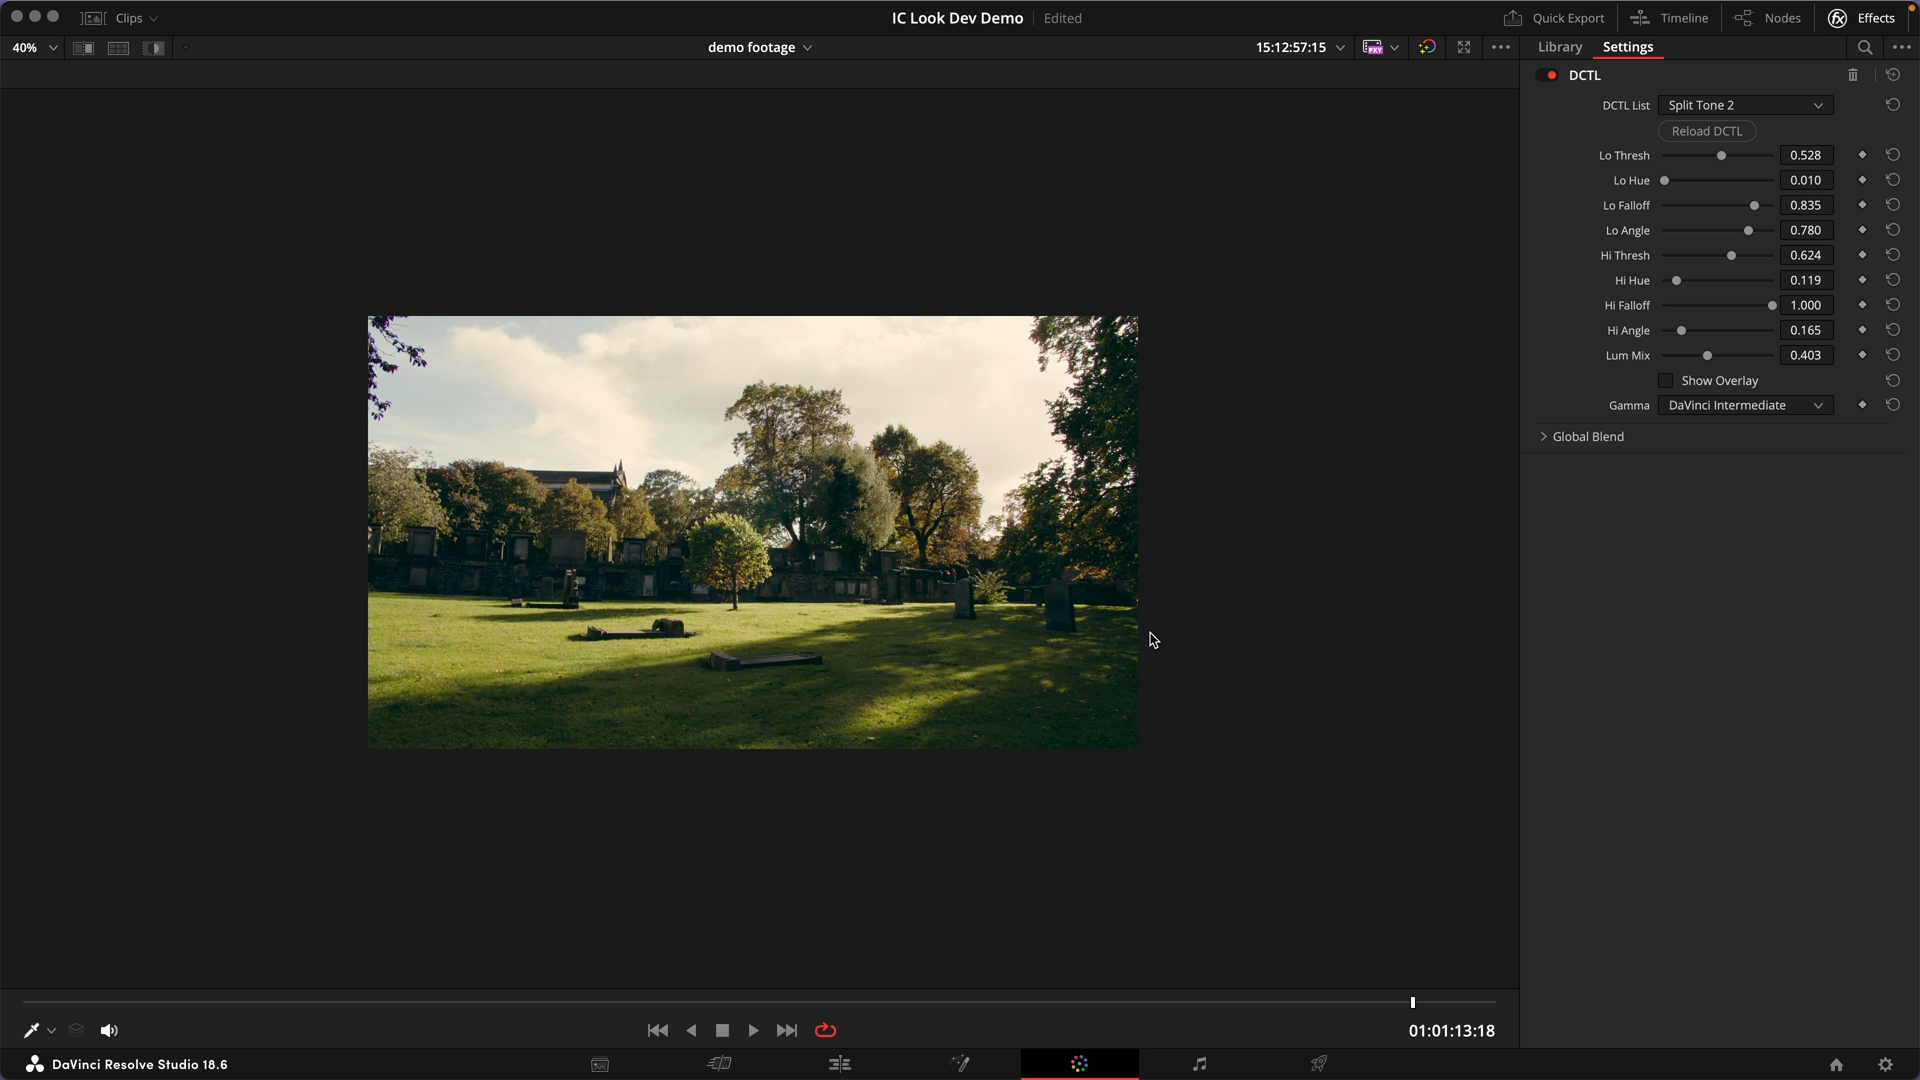 Clips
IC Look Dev Demo Edited
Quick Export Timeline Nodes Effects
40% demo footage 15:12:57:15 PXY
Library Settings
DCTL
DCTL List Split Tone 2
Reload DCTL
Lo Thresh 0.528
Lo Hue 0.010
Lo Falloff 0.835
Lo Angle 0.780
Hi Thresh 0.624
Hi Hue 0.119
Hi Falloff 1.000
Hi Angle 0.165
Lum Mix 0.403
Show Overlay
Gamma DaVinci Intermediate
Global Blend
01:01:13:18
DaVinci Resolve Studio 18.6